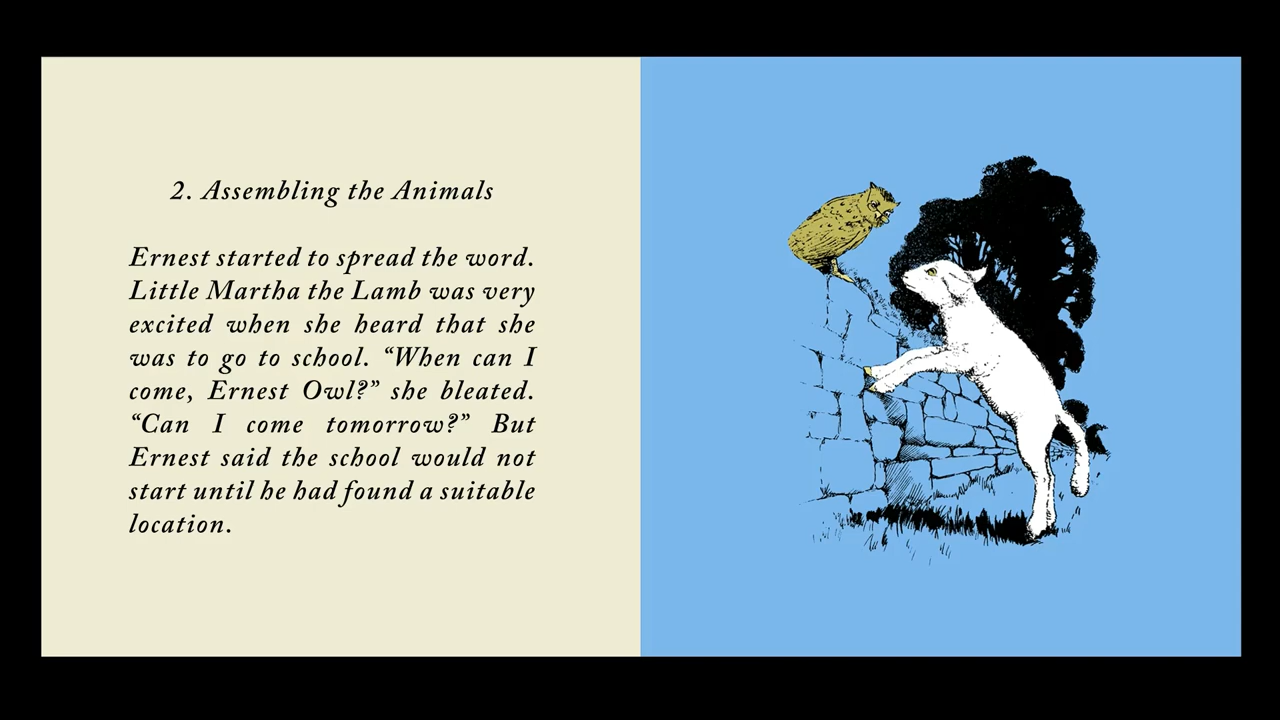 2. Assembling the Animals
Ernest started to spread the word.
Little Martha the Lamb was very
excited when she heard that she
was to go to school. “When can I
come, Ernest Owl?” she bleated.
“Can I come tomorrow?” But
Ernest said the school would not
start until he had found a suitable
location.